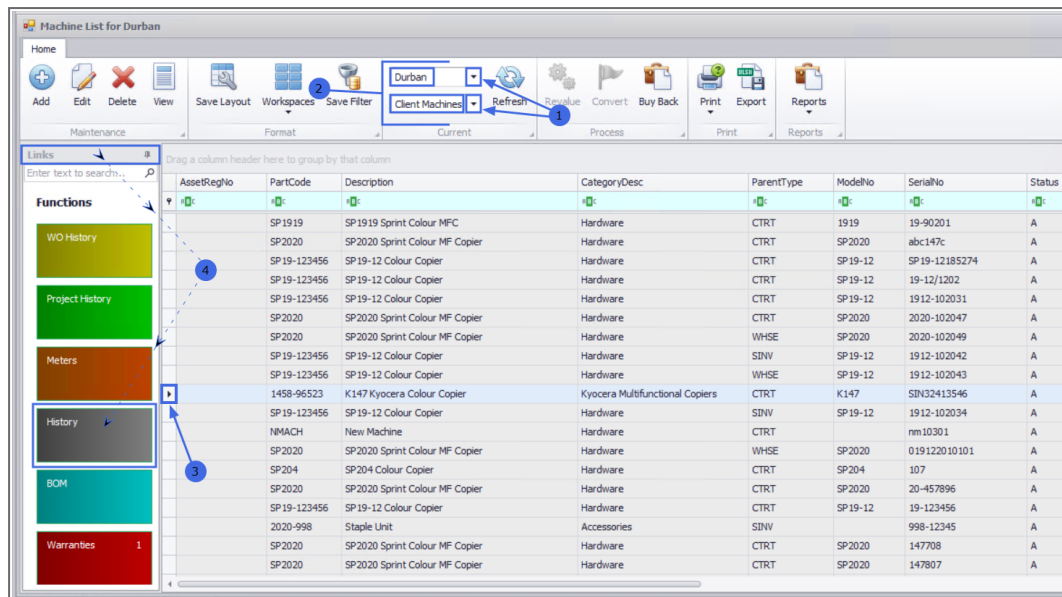 Machine List for Durban
Home
Add Edit Delete View Save Layout Workspaces Save Filter Durban Client Machines Refresh Revalue Convert Buy Back Print Export Reports
Maintenance Format Current Process Print Reports
2
1
Links
Drag a column header here to group by that column
Enter text to search...
AssetRegNo PartCode Description CategoryDesc ParentType ModelNo SerialNo Status
Functions
SP1919 SP1919 Sprint Colour MFC Hardware CTRT 1919 19-90201 A
WO History
SP2020 SP2020 Sprint Colour MF Copier Hardware CTRT SP2020 abc147c A
SP19-123456 SP19-12 Colour Copier Hardware CTRT SP19-12 SP19-12185274 A
4
SP19-123456 SP19-12 Colour Copier Hardware CTRT SP19-12 19-12/1202 A
Project History
SP19-123456 SP19-12 Colour Copier Hardware CTRT SP19-12 1912-102031 A
SP2020 SP2020 Sprint Colour MF Copier Hardware CTRT SP2020 2020-102047 A
SP2020 SP2020 Sprint Colour MF Copier Hardware WHSE SP2020 2020-102049 A
Meters
SP19-123456 SP19-12 Colour Copier Hardware SINV SP19-12 1912-102042 A
SP19-123456 SP19-12 Colour Copier Hardware WHSE SP19-12 1912-102043 A
1458-96523 K147 Kyocera Colour Copier Kyocera Multifunctional Copiers CTRT K147 SIN32413546 A
SP19-123456 SP19-12 Colour Copier Hardware SINV SP19-12 1912-102034 A
History
NMACH New Machine Hardware CTRT nm10301 A
SP2020 SP2020 Sprint Colour MF Copier Hardware WHSE SP2020 019122010101 A
3
SP204 SP204 Colour Copier Hardware CTRT SP204 107 A
BOM
SP2020 SP2020 Sprint Colour MF Copier Hardware CTRT SP2020 20-457896 A
SP19-123456 SP19-12 Colour Copier Hardware CTRT SP19-12 19-123456 A
2020-998 Staple Unit Accessories SINV 998-12345 A
Warranties 1
SP2020 SP2020 Sprint Colour MF Copier Hardware CTRT SP2020 147708 A
SP2020 SP2020 Sprint Colour MF Copier Hardware CTRT SP2020 147807 A